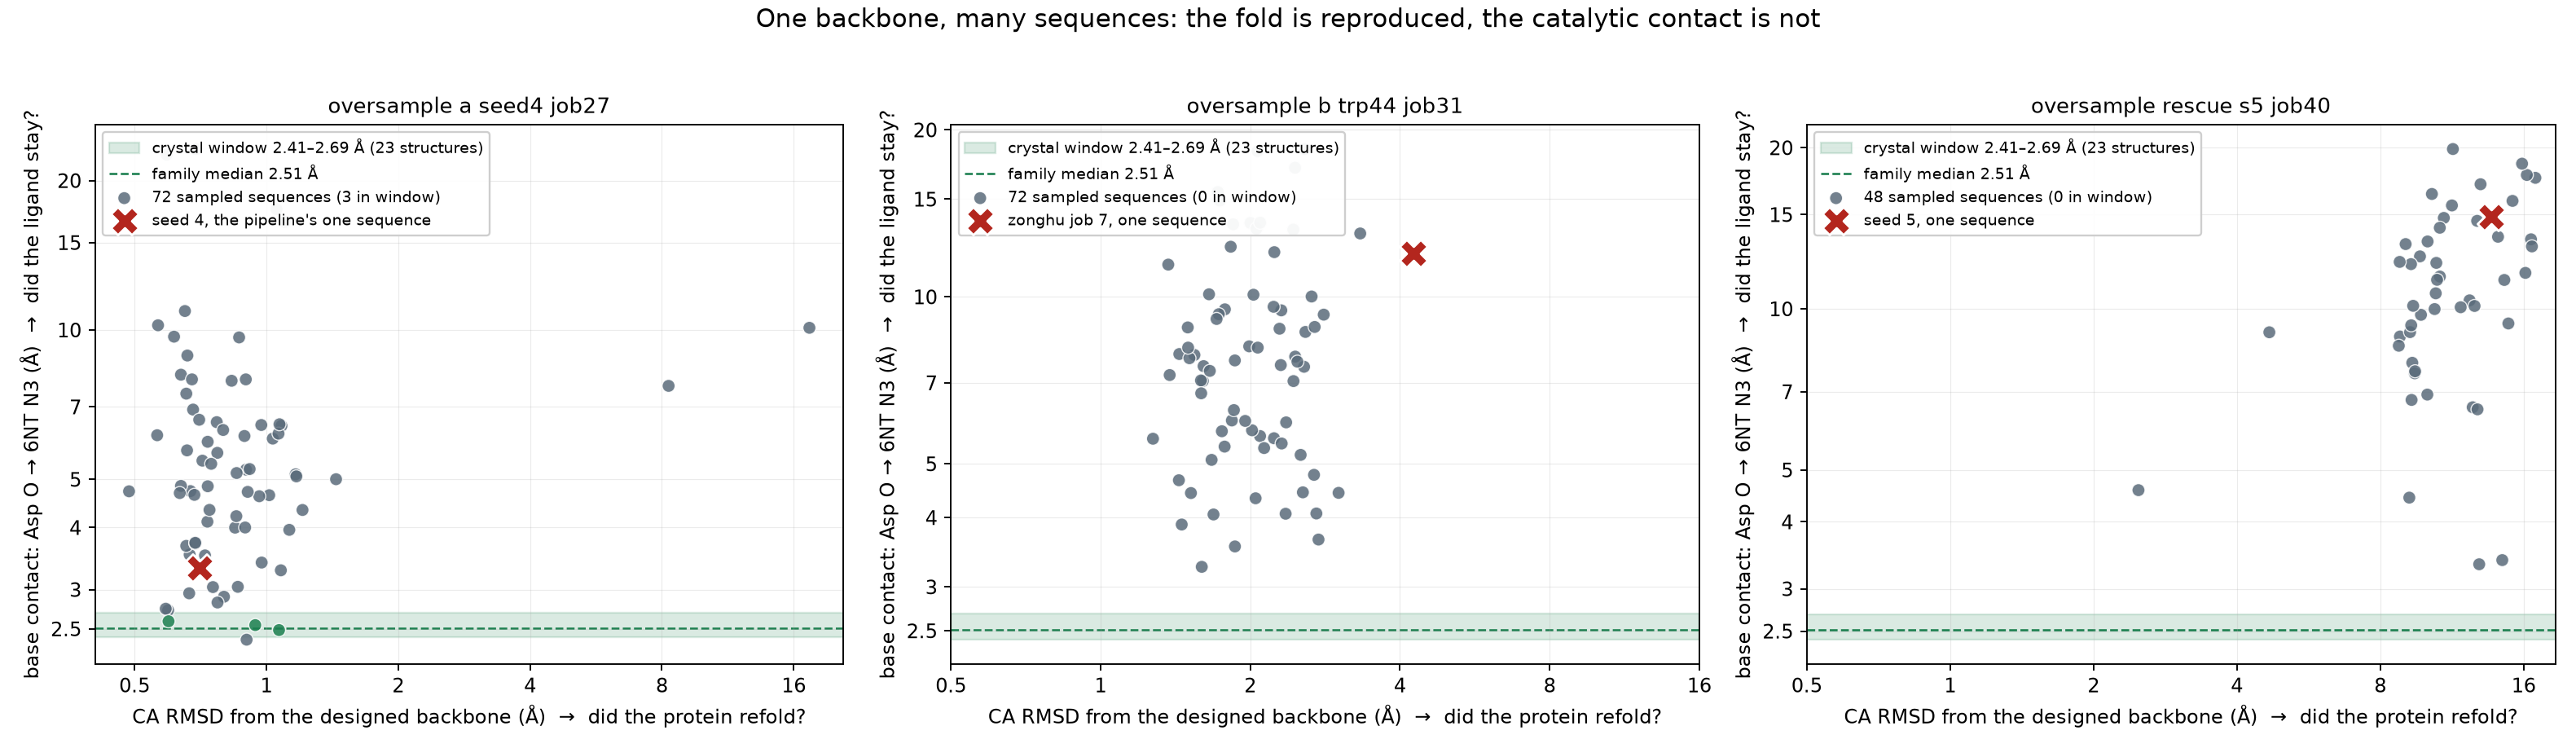 One backbone, many sequences: the fold is reproduced, the catalytic contact is not
oversample a seed4 job27
base contact: Asp O → 6NT N3 (Å) → did the ligand stay?
20
15
10
7
5
4
3
2.5
crystal window 2.41–2.69 Å (23 structures)
family median 2.51 Å
72 sampled sequences (3 in window)
seed 4, the pipeline's one sequence
0.5 1 2 4 8 16
CA RMSD from the designed backbone (Å) → did the protein refold?
oversample b trp44 job31
base contact: Asp O → 6NT N3 (Å) → did the ligand stay?
20
15
10
7
5
4
3
2.5
crystal window 2.41–2.69 Å (23 structures)
family median 2.51 Å
72 sampled sequences (0 in window)
zonghu job 7, one sequence
0.5 1 2 4 8 16
CA RMSD from the designed backbone (Å) → did the protein refold?
oversample rescue s5 job40
base contact: Asp O → 6NT N3 (Å) → did the ligand stay?
20
15
10
7
5
4
3
2.5
crystal window 2.41–2.69 Å (23 structures)
family median 2.51 Å
48 sampled sequences (0 in window)
seed 5, one sequence
0.5 1 2 4 8 16
CA RMSD from the designed backbone (Å) → did the protein refold?